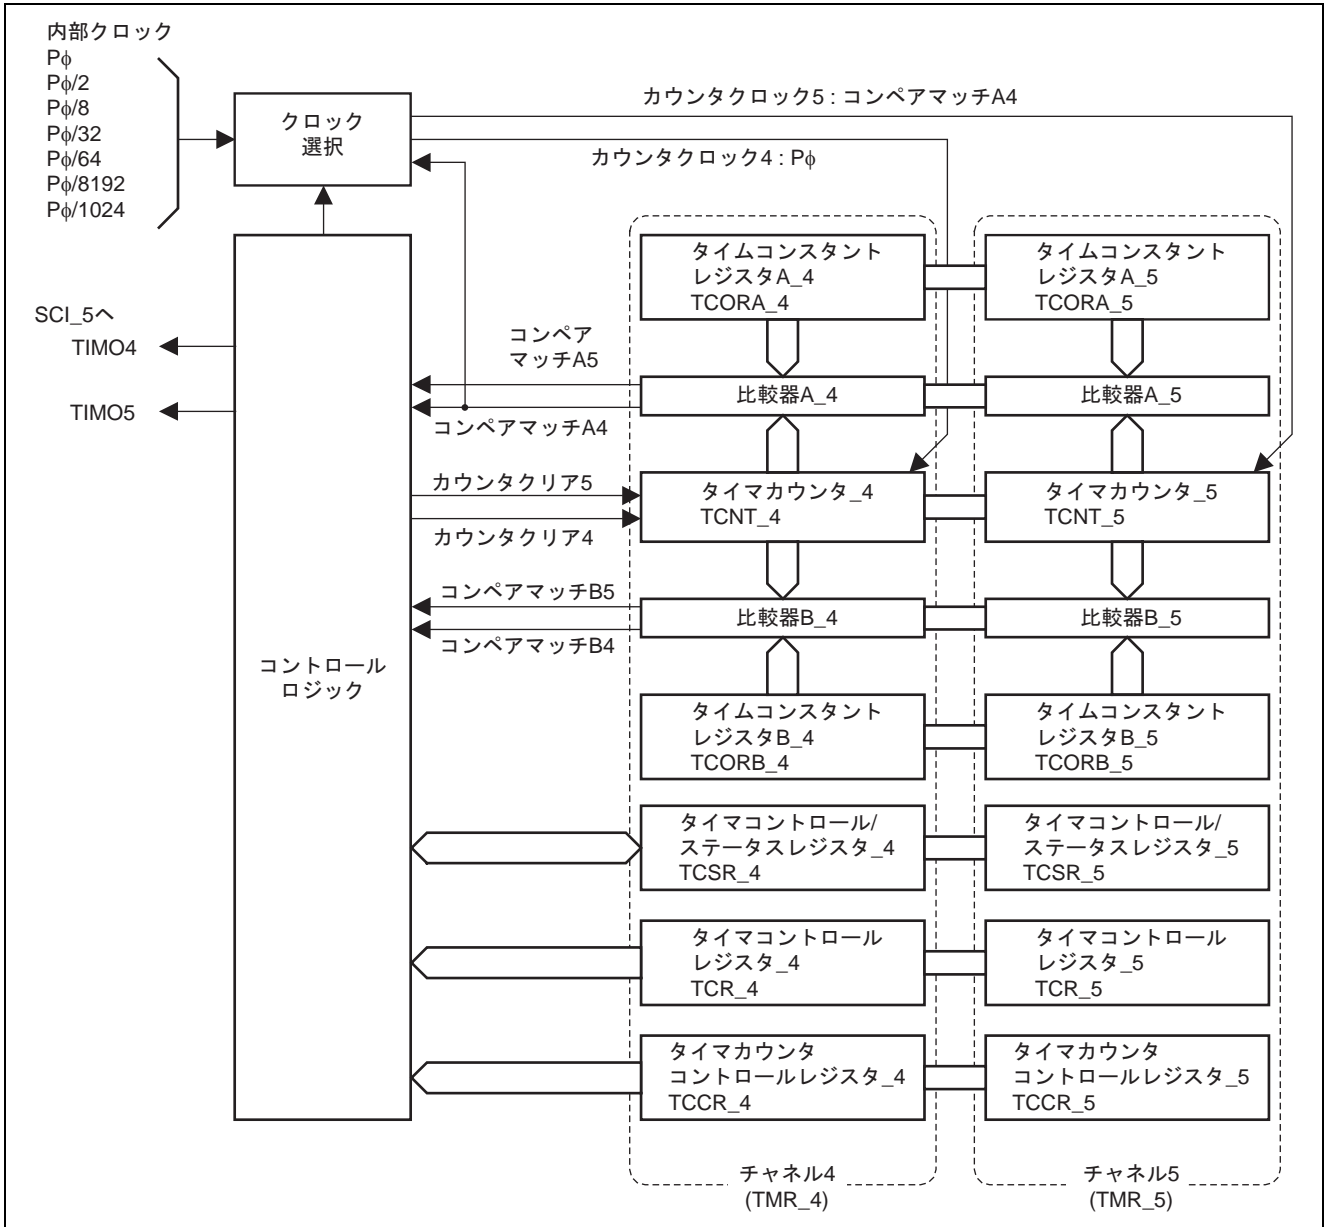 内部クロック
Pϕ
Pϕ/2
Pϕ/8
Pϕ/32
Pϕ/64
Pϕ/8192
Pϕ/1024
クロック
選択
カウンタクロック5 : コンペアマッチA4
カウンタクロック4 : Pϕ
SCI_5へ
TIMO4
TIMO5
コントロール
ロジック
コンペア
マッチA5
コンペアマッチA4
カウンタクリア5
カウンタクリア4
コンペアマッチB5
コンペアマッチB4
タイムコンスタント
レジスタA_4
TCORA_4
タイムコンスタント
レジスタA_5
TCORA_5
比較器A_4
比較器A_5
タイマカウンタ_4
TCNT_4
タイマカウンタ_5
TCNT_5
比較器B_4
比較器B_5
タイムコンスタント
レジスタB_4
TCORB_4
タイムコンスタント
レジスタB_5
TCORB_5
タイマコントロール/
ステータスレジスタ_4
TCSR_4
タイマコントロール/
ステータスレジスタ_5
TCSR_5
タイマコントロール
レジスタ_4
TCR_4
タイマコントロール
レジスタ_5
TCR_5
タイマカウンタ
コントロールレジスタ_4
TCCR_4
タイマカウンタ
コントロールレジスタ_5
TCCR_5
チャネル4
(TMR_4)
チャネル5
(TMR_5)